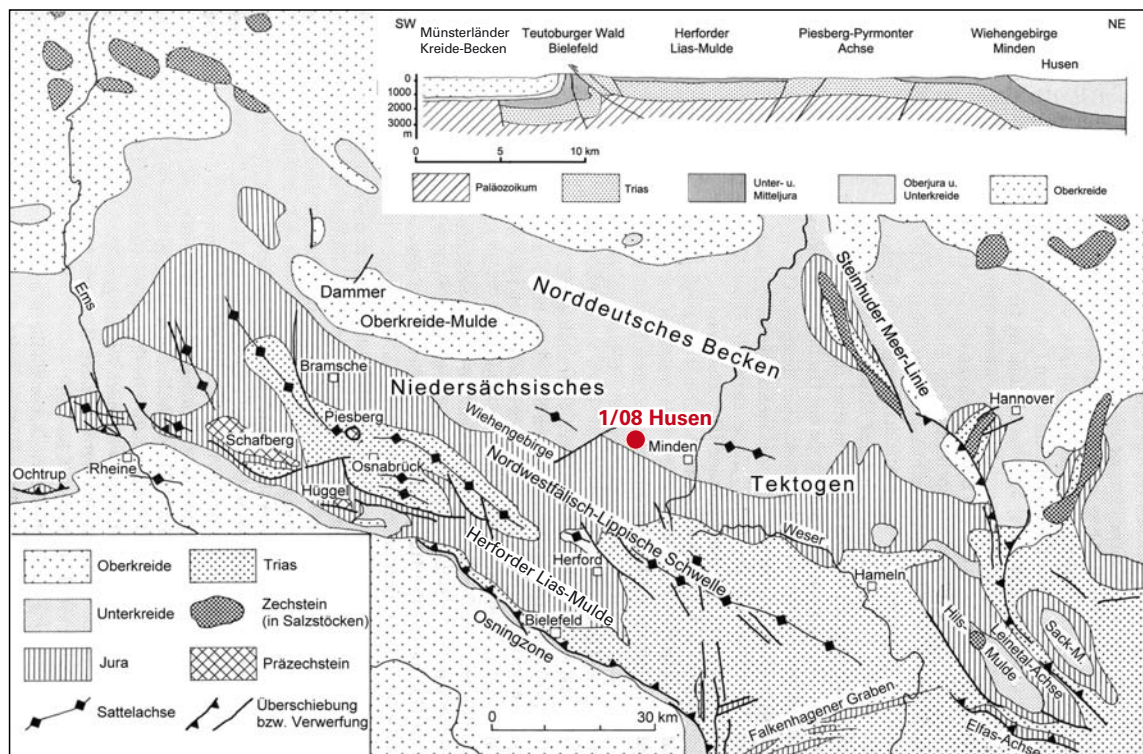 SW
NE
Münsterländer
Kreide-Becken
Teutoburger Wald
Bielefeld
Herforder
Lias-Mulde
Piesberg-Pyrmonter
Achse
Wiehengebirge
Minden
Husen
0
1000
2000
3000
m
0
5
10 km
Paläozoikum
Trias
Unter- u.
Mitteljura
Oberjura u.
Unterkreide
Oberkreide
Ems
Dammer
Oberkreide-Mulde
Norddeutsches Becken
Steinhuder Meer-Linie
Bramsche
Niedersächsisches
Hannover
Piesberg
Wiehengebirge
1/08 Husen
Minden
Schafberg
Ochtrup
Rheine
Osnabrück
Nordwestfälisch-Lippische Schwelle
Tektogen
Hüggel
Weser
Herforder Lias-Mulde
Herford
Hameln
Bielefeld
Osningzone
Hils-
Mulde
Leinetal-Achse
Sack-M.
Falkenhagener Graben
Elfas-Achse
0
30 km
Oberkreide
Trias
Unterkreide
Zechstein
(in Salzstöcken)
Jura
Präzechstein
Sattelachse
Überschiebung
bzw. Verwerfung